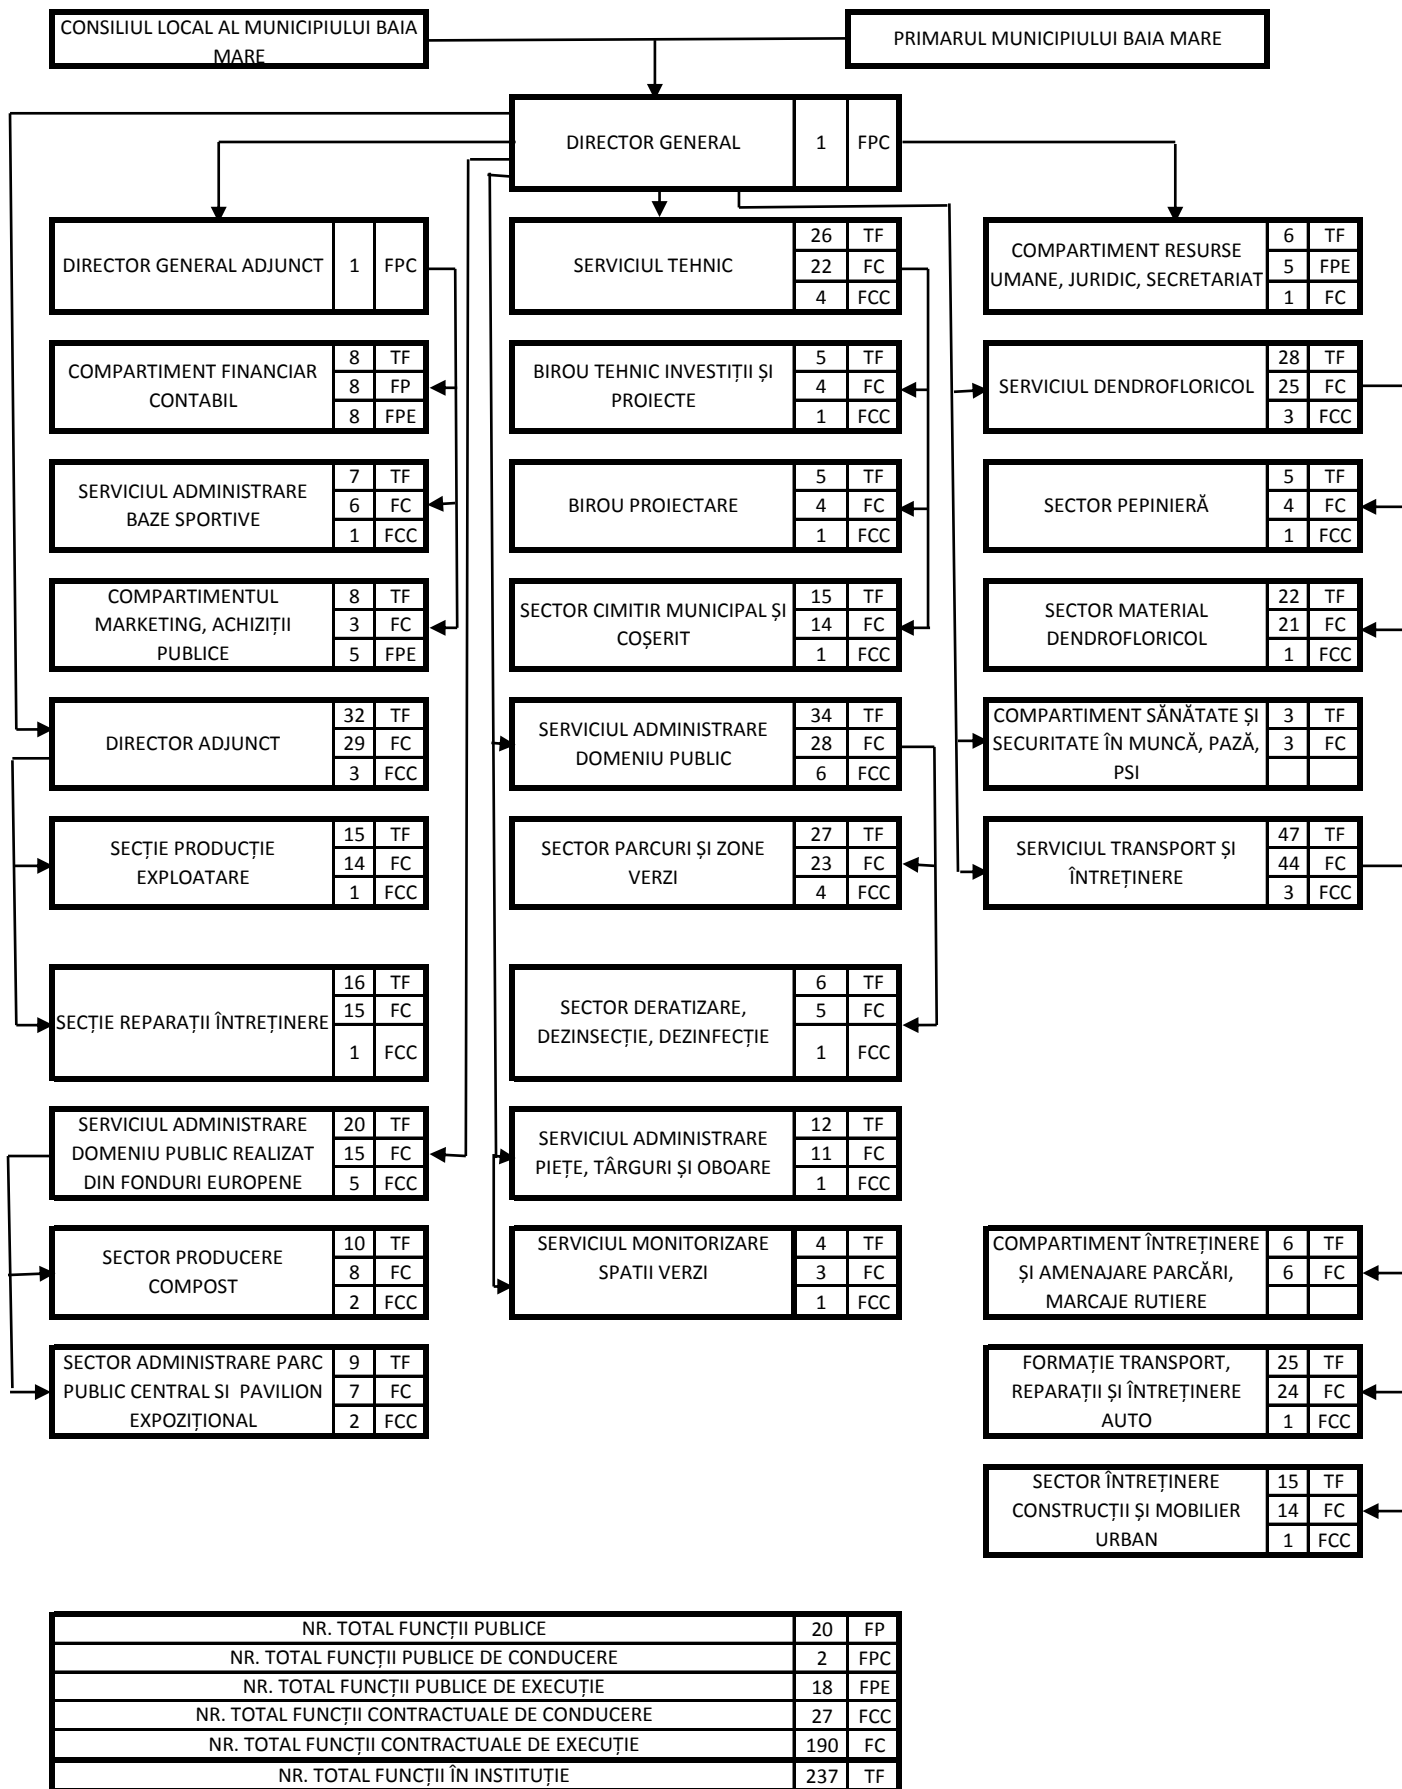 CONSILIUL LOCAL AL MUNICIPIULUI BAIA
MARE
PRIMARUL MUNICIPIULUI BAIA MARE
DIRECTOR GENERAL 1 FPC
DIRECTOR GENERAL ADJUNCT 1 FPC
26 TF
SERVICIUL TEHNIC 22 FC
4 FCC
COMPARTIMENT RESURSE 6 TF
UMANE, JURIDIC, SECRETARIAT 5 FPE
1 FC
COMPARTIMENT FINANCIAR
CONTABIL
8 TF
8 FP
8 FPE
BIROU TEHNIC INVESTIȚII ȘI
PROIECTE
5 TF
4 FC
1 FCC
SERVICIUL DENDROFLORICOL
28 TF
25 FC
3 FCC
SERVICIUL ADMINISTRARE
BAZE SPORTIVE
7 TF
6 FC
1 FCC
BIROU PROIECTARE
5 TF
4 FC
1 FCC
SECTOR PEPINIERĂ
5 TF
4 FC
1 FCC
COMPARTIMENTUL
MARKETING, ACHIZIȚII
PUBLICE
8 TF
3 FC
5 FPE
SECTOR CIMITIR MUNICIPAL ȘI
COȘERIT
15 TF
14 FC
1 FCC
SECTOR MATERIAL
DENDROFLORICOL
22 TF
21 FC
1 FCC
DIRECTOR ADJUNCT
32 TF
29 FC
3 FCC
SERVICIUL ADMINISTRARE
DOMENIU PUBLIC
34 TF
28 FC
6 FCC
COMPARTIMENT SĂNĂTATE ȘI
SECURITATE ÎN MUNCĂ, PAZĂ,
PSI
3 TF
3 FC
SECȚIE PRODUCȚIE
EXPLOATARE
15 TF
14 FC
1 FCC
SECTOR PARCURI ȘI ZONE
VERZI
27 TF
23 FC
4 FCC
SERVICIUL TRANSPORT ȘI
ÎNTREȚINERE
47 TF
44 FC
3 FCC
SECȚIE REPARAȚII ÎNTREȚINERE
16 TF
15 FC
1 FCC
SECTOR DERATIZARE,
DEZINSECȚIE, DEZINFECȚIE
6 TF
5 FC
1 FCC
SERVICIUL ADMINISTRARE
DOMENIU PUBLIC REALIZAT
DIN FONDURI EUROPENE
20 TF
15 FC
5 FCC
SERVICIUL ADMINISTRARE
PIEȚE, TÂRGURI ȘI OBOARE
12 TF
11 FC
1 FCC
SECTOR PRODUCERE
COMPOST
10 TF
8 FC
2 FCC
SERVICIUL MONITORIZARE
SPATII VERZI
4 TF
3 FC
1 FCC
COMPARTIMENT ÎNTREȚINERE
ȘI AMENAJARE PARCĂRI,
MARCAJE RUTIERE
6 TF
6 FC
SECTOR ADMINISTRARE PARC
PUBLIC CENTRAL SI PAVILION
EXPOZIȚIONAL
9 TF
7 FC
2 FCC
FORMAȚIE TRANSPORT,
REPARAȚII ȘI ÎNTREȚINERE
AUTO
25 TF
24 FC
1 FCC
SECTOR ÎNTREȚINERE
CONSTRUCȚII ȘI MOBILIER
URBAN
15 TF
14 FC
1 FCC
NR. TOTAL FUNCȚII PUBLICE 20 FP
NR. TOTAL FUNCȚII PUBLICE DE CONDUCERE 2 FPC
NR. TOTAL FUNCȚII PUBLICE DE EXECUȚIE 18 FPE
NR. TOTAL FUNCȚII CONTRACTUALE DE CONDUCERE 27 FCC
NR. TOTAL FUNCȚII CONTRACTUALE DE EXECUȚIE 190 FC
NR. TOTAL FUNCȚII ÎN INSTITUȚIE 237 TF